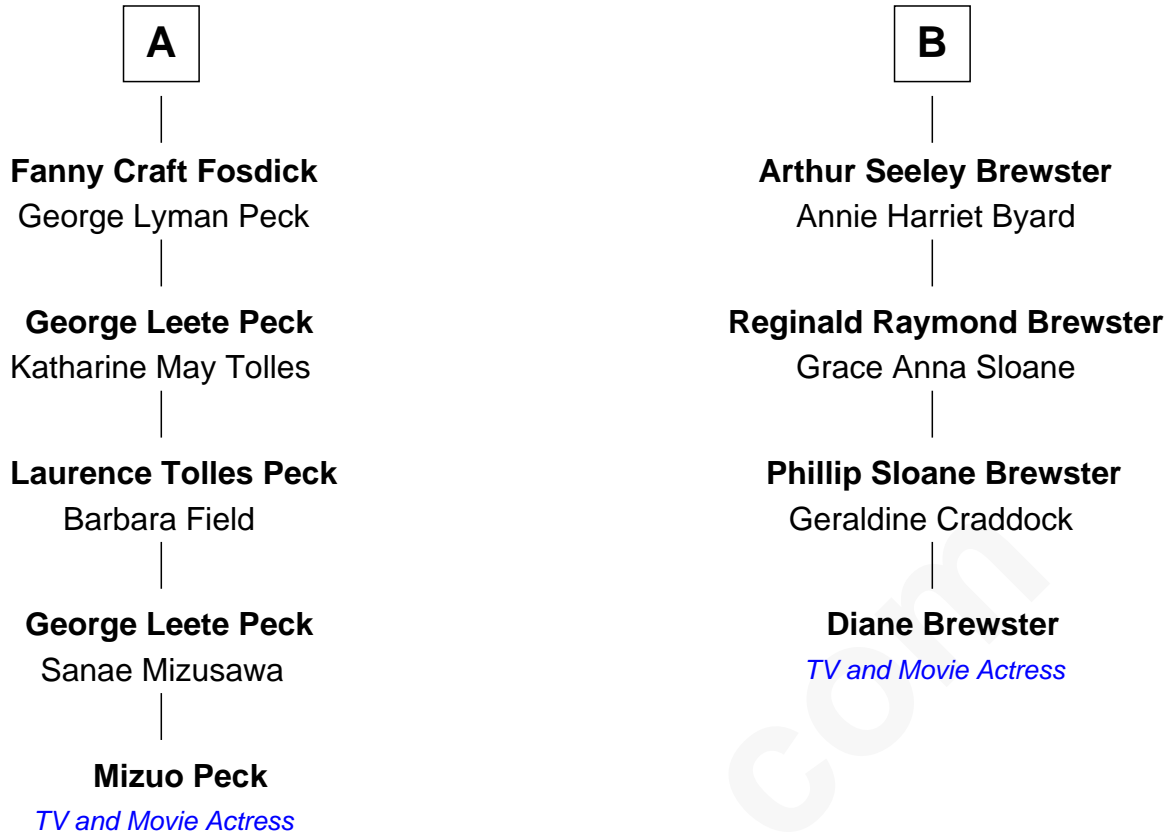 A
Fanny Craft Fosdick
George Lyman Peck
George Leete Peck
Katharine May Tolles
Laurence Tolles Peck
Barbara Field
George Leete Peck
Sanae Mizusawa
Mizuo Peck
TV and Movie Actress
B
Arthur Seeley Brewster
Annie Harriet Byard
Reginald Raymond Brewster
Grace Anna Sloane
Phillip Sloane Brewster
Geraldine Craddock
Diane Brewster
TV and Movie Actress
com